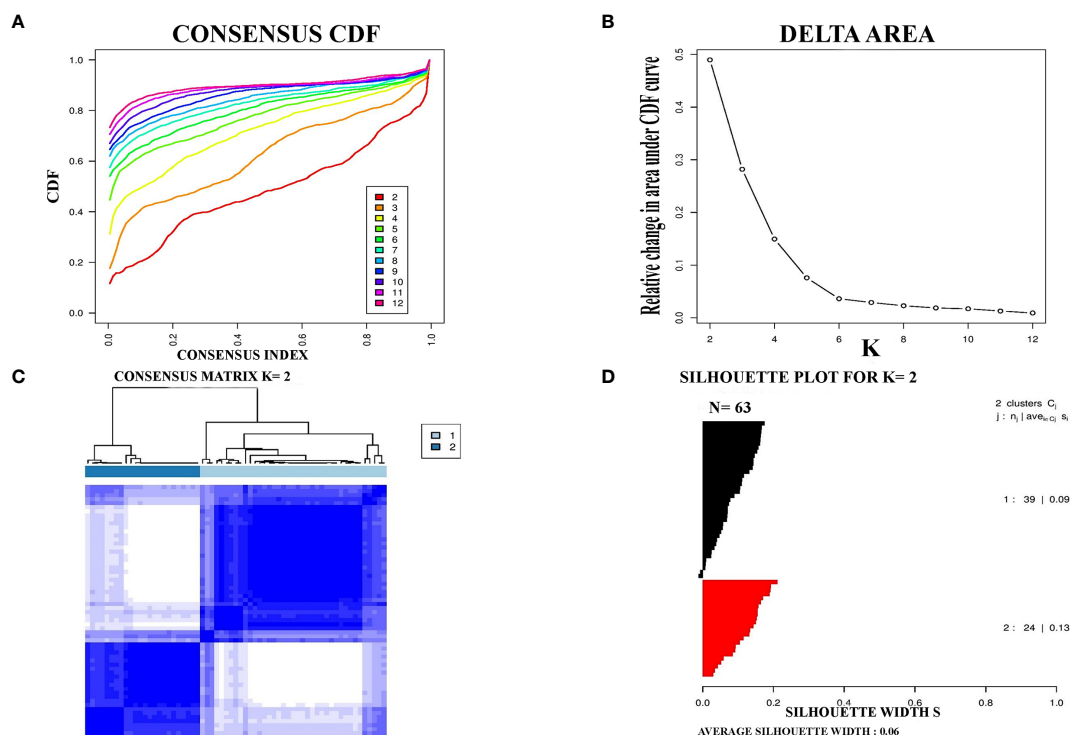 A
CONSENSUS CDF
CDF
1.0
0.8
0.6
0.4
0.2
0.0
2
3
4
5
6
7
8
9
10
11
12
0.0 0.2 0.4 0.6 0.8 1.0
CONSENSUS INDEX
B
DELTA AREA
Relative change in area under CDF curve
0.5
0.4
0.3
0.2
0.1
0.0
2 4 6 8 10 12
K
C
CONSENSUS MATRIX K= 2
1
2
D
SILHOUETTE PLOT FOR K= 2
N= 63
2 clusters Cj
j : nj | avei∈Cj si
1 : 39 | 0.09
2 : 24 | 0.13
0.0 0.2 0.4 0.6 0.8 1.0
SILHOUETTE WIDTH S
AVERAGE SILHOUETTE WIDTH : 0.06